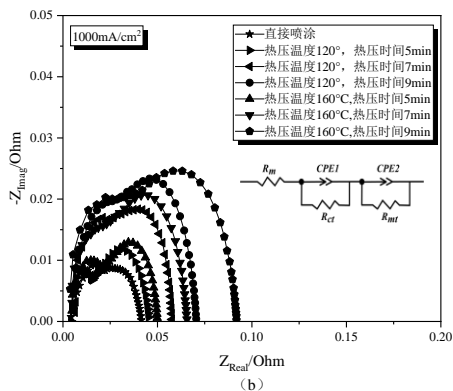 0.05
1000mA/cm²
直接喷涂
热压温度120°，热压时间5min
热压温度120°，热压时间7min
热压温度120°，热压时间9min
热压温度160°C,热压时间5min
热压温度160°C,热压时间7min
热压温度160°C,热压时间9min
0.04
0.03
-Z_Imag/Ohm
0.02
R_m
CPE1
CPE2
R_ct
R_mt
0.01
0.00
0.00 0.05 0.10 0.15 0.20
Z_Real/Ohm
（b）